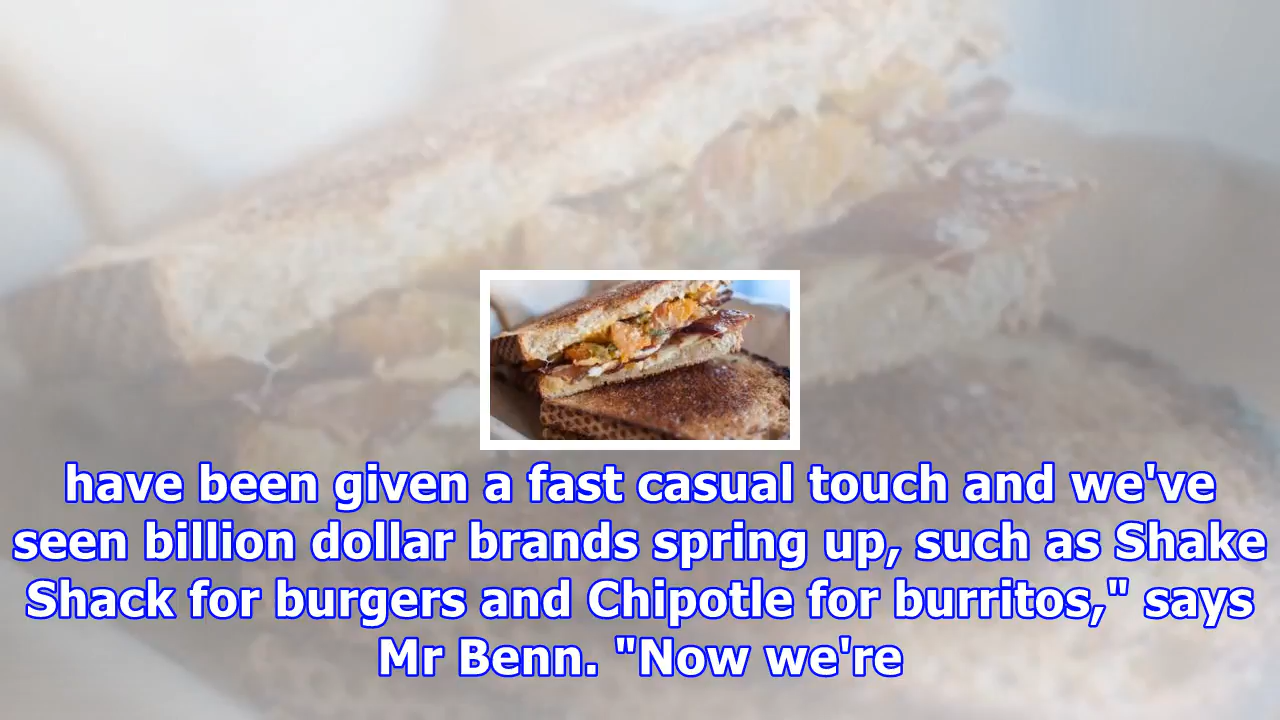 have been given a fast casual touch and we've
seen billion dollar brands spring up, such as Shake
Shack for burgers and Chipotle for burritos," says
Mr Benn. "Now we're